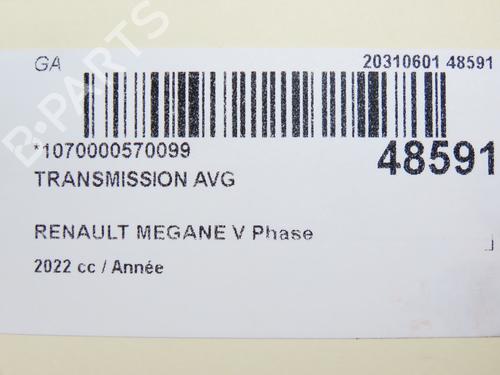 GA 20310601 48591
*1070000570099 48591
TRANSMISSION AVG
RENAULT MEGANE V Phase
2022 cc / Année
B-PARTS